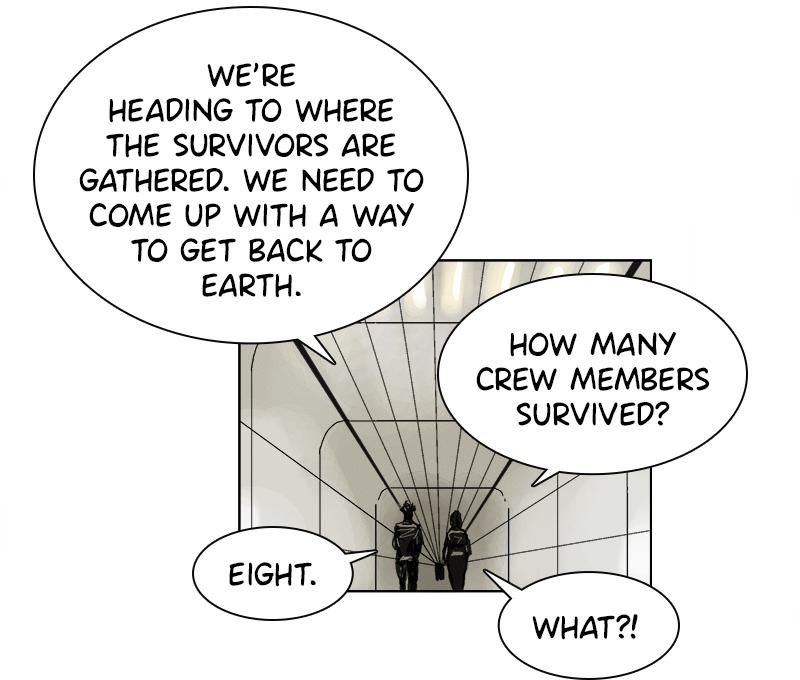 WE'RE
HEADING TO WHERE
THE SURVIVORS ARE
GATHERED. WE NEED TO
COME UP WITH A WAY
TO GET BACK TO
EARTH.
HOW MANY
CREW MEMBERS
SURVIVED?
EIGHT.
WHAT?!